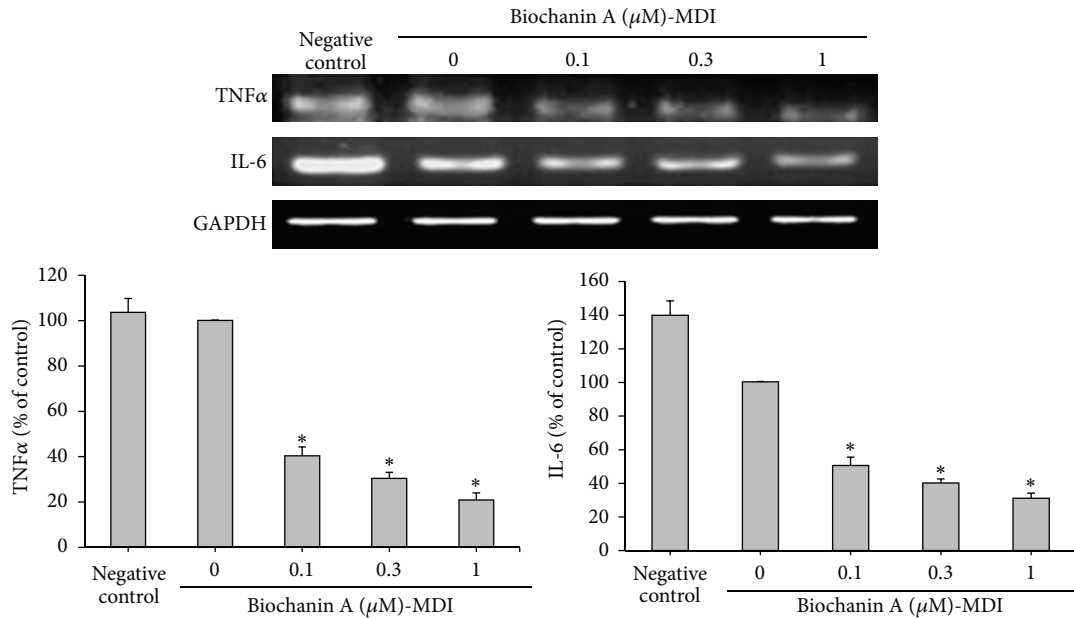 Biochanin A (μM)-MDI
Negative
control
0 0.1 0.3 1
TNFα
IL-6
GAPDH
TNFα (% of control)
120
100
80
60
40
20
0
* * *
Negative
control
0 0.1 0.3 1
Biochanin A (μM)-MDI
IL-6 (% of control)
160
140
120
100
80
60
40
20
0
* * *
Negative
control
0 0.1 0.3 1
Biochanin A (μM)-MDI